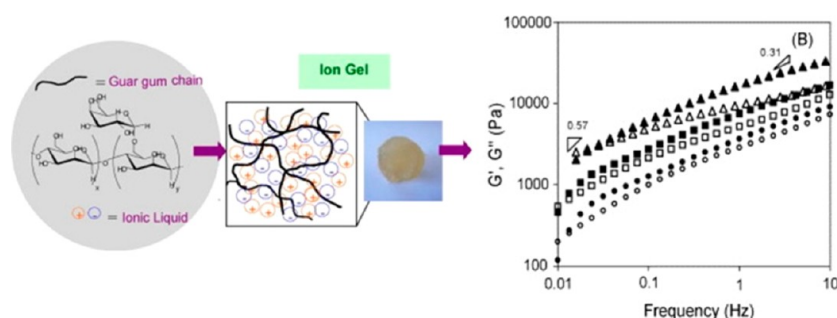 = Guar gum chain
= Ionic Liquid
Ion Gel
(B)
G', G'' (Pa)
100000
10000
1000
100
0.31
0.57
0.01
0.1
1
10
Frequency (Hz)